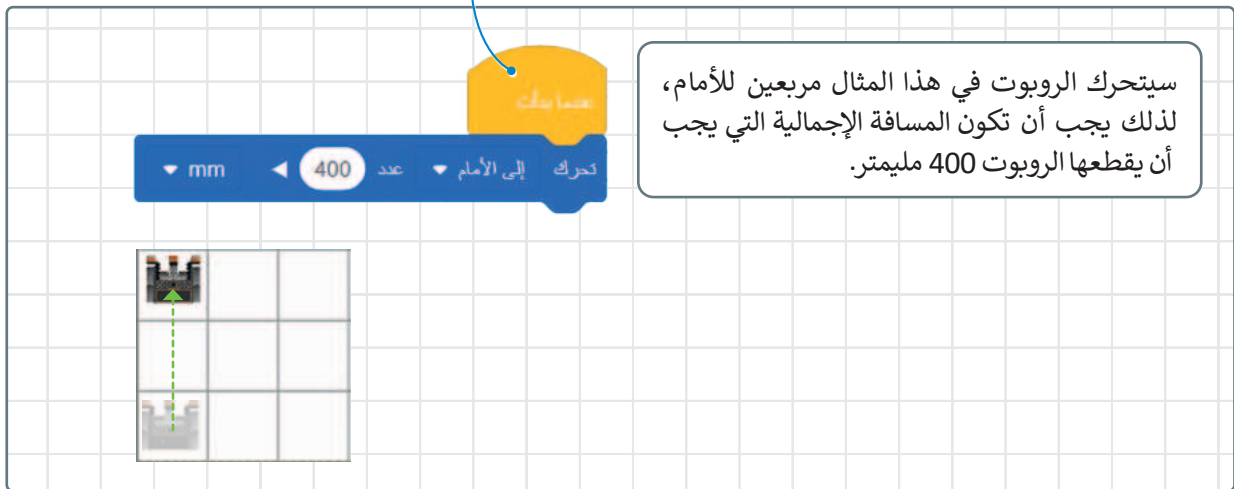 سيتحرك الروبوت في هذا المثال مربعين للأمام،
لذلك يجب أن تكون المسافة الإجمالية التي يجب
أن يقطعها الروبوت 400 مليمتر.
عندما بدأت
تحرك إلى الأمام عدد 400 mm